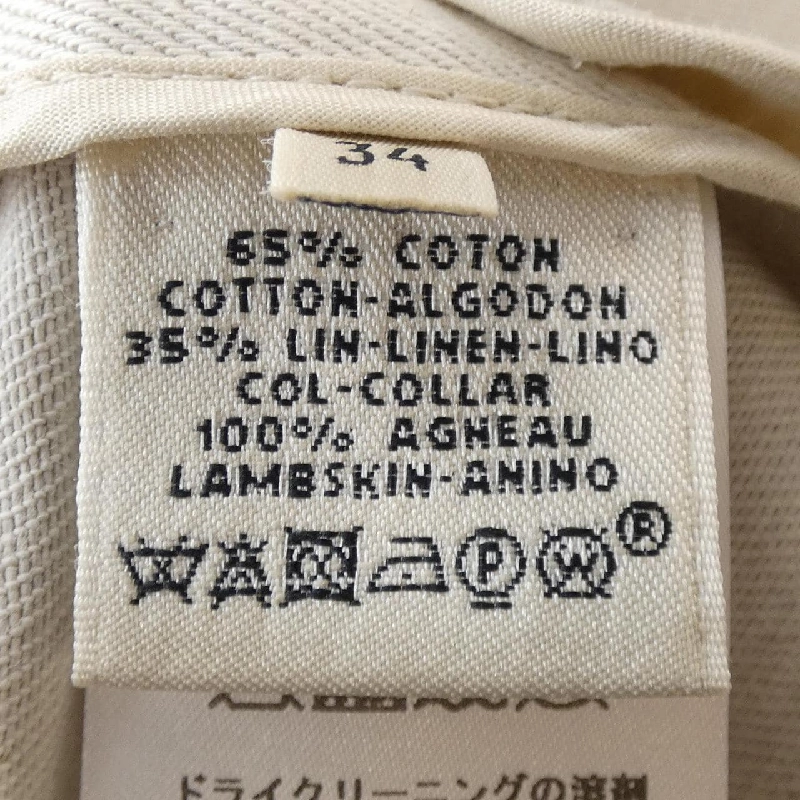 34
65% COTON
COTTON-ALGODON
35% LIN-LINEN-LINO
COL-COLLAR
100% AGNEAU
LAMBSKIN-ANINO
P W ®
ドライクリーニングの溶剤